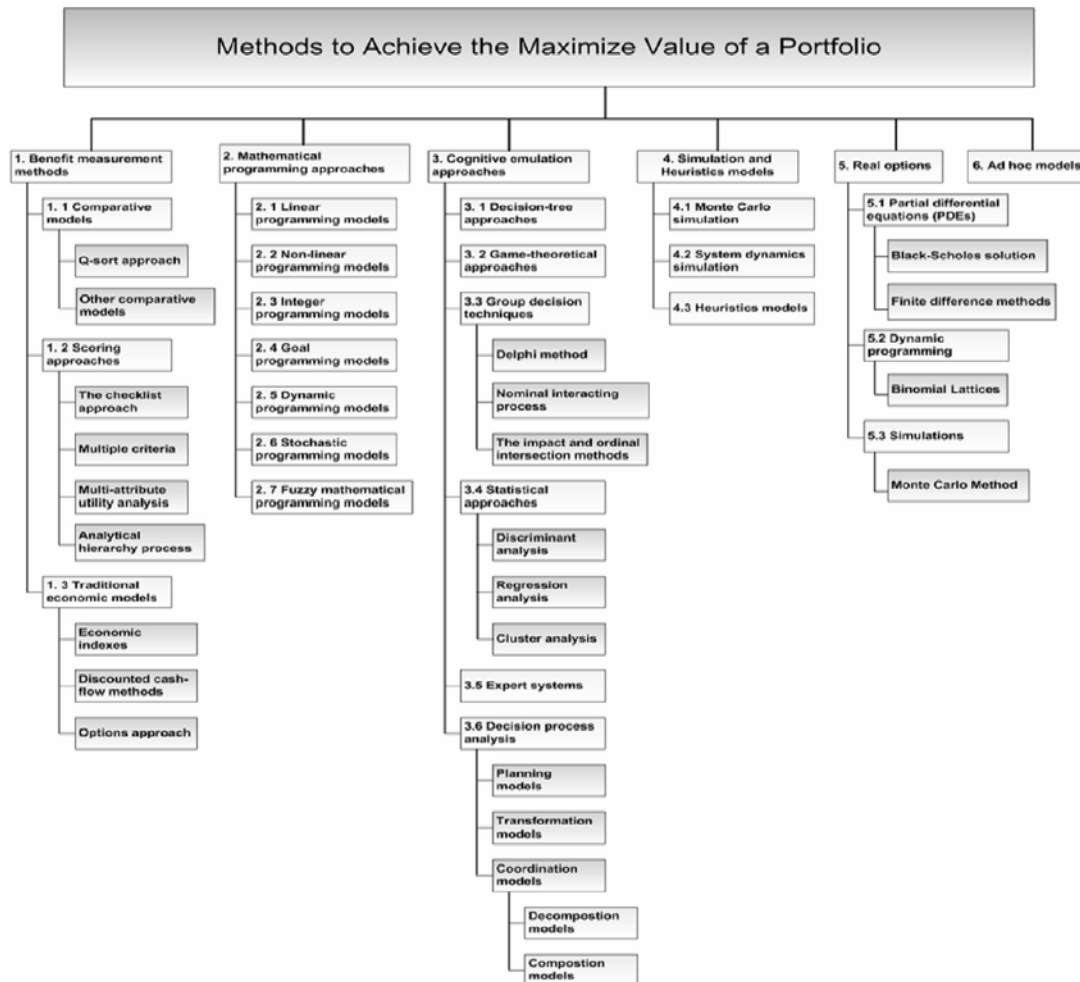 Methods to Achieve the Maximize Value of a Portfolio
1. Benefit measurement
methods
1. 1 Comparative
models
Q-sort approach
Other comparative
models
1. 2 Scoring
approaches
The checklist
approach
Multiple criteria
Multi-attribute
utility analysis
Analytical
hierarchy process
1. 3 Traditional
economic models
Economic
indexes
Discounted cash-
flow methods
Options approach
2. Mathematical
programming approaches
2. 1 Linear
programming models
2. 2 Non-linear
programming models
2. 3 Integer
programming models
2. 4 Goal
programming models
2. 5 Dynamic
programming models
2. 6 Stochastic
programming models
2. 7 Fuzzy mathematical
programming models
3. Cognitive emulation
approaches
3. 1 Decision-tree
approaches
3. 2 Game-theoretical
approaches
3.3 Group decision
techniques
Delphi method
Nominal interacting
process
The impact and ordinal
intersection methods
3.4 Statistical
approaches
Discriminant
analysis
Regression
analysis
Cluster analysis
3.5 Expert systems
3.6 Decision process
analysis
Planning
models
Transformation
models
Coordination
models
Decompostion
models
Compostion
models
4. Simulation and
Heuristics models
4.1 Monte Carlo
simulation
4.2 System dynamics
simulation
4.3 Heuristics models
5. Real options
5.1 Partial differential
equations (PDEs)
Black-Scholes solution
Finite difference methods
5.2 Dynamic
programming
Binomial Lattices
5.3 Simulations
Monte Carlo Method
6. Ad hoc models